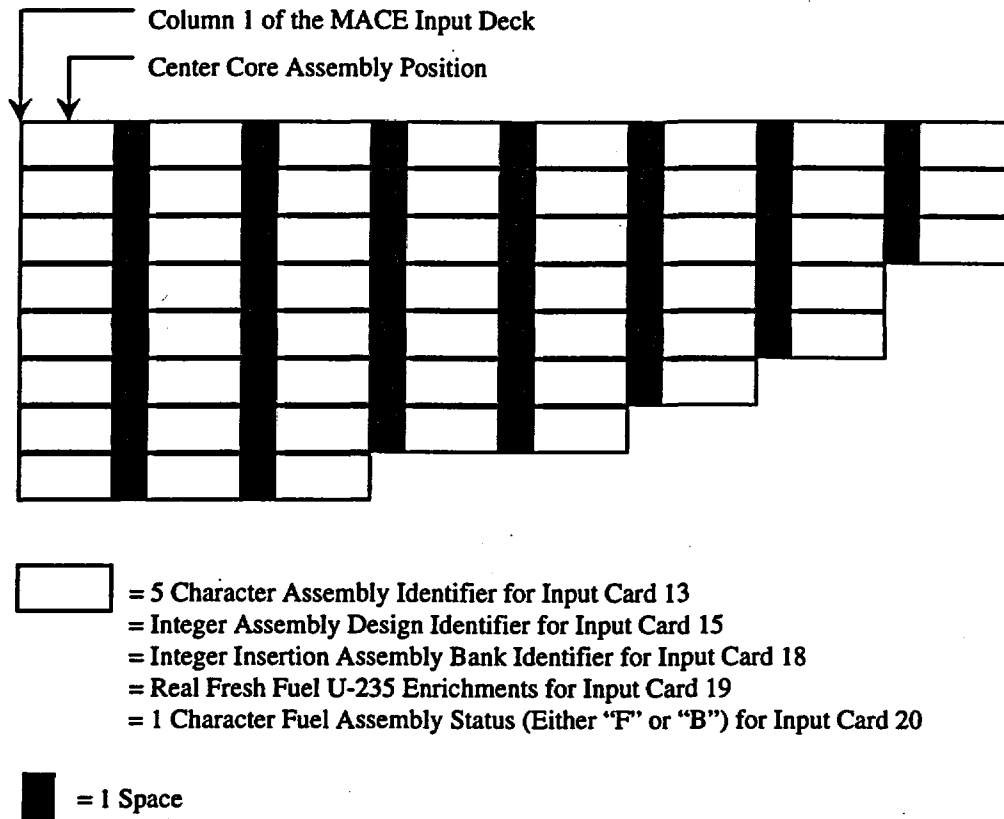 Column 1 of the MACE Input Deck
Center Core Assembly Position
= 5 Character Assembly Identifier for Input Card 13
= Integer Assembly Design Identifier for Input Card 15
= Integer Insertion Assembly Bank Identifier for Input Card 18
= Real Fresh Fuel U-235 Enrichments for Input Card 19
= 1 Character Fuel Assembly Status (Either “F” or “B”) for Input Card 20
= 1 Space